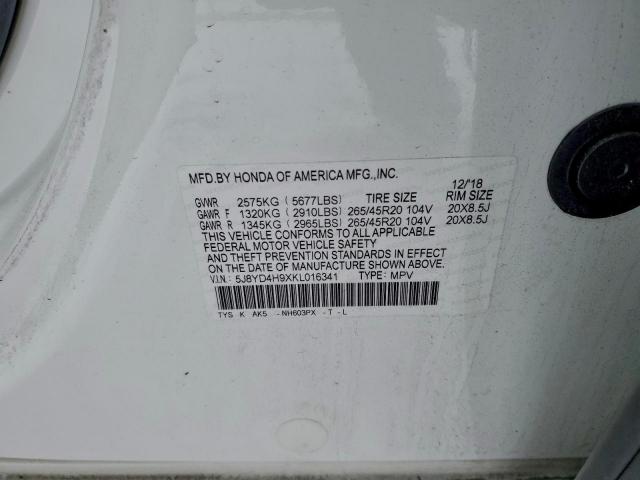 MFD.BY HONDA OF AMERICA MFG.,INC.
12/'18
GVWR 2575KG ( 5677LBS) TIRE SIZE RIM SIZE
GAWR F 1320KG ( 2910LBS) 265/45R20 104V 20X8.5J
GAWR R 1345KG ( 2965LBS) 265/45R20 104V 20X8.5J
THIS VEHICLE CONFORMS TO ALL APPLICABLE
FEDERAL MOTOR VEHICLE SAFETY
AND THEFT PREVENTION STANDARDS IN EFFECT
ON THE DATE OF MANUFACTURE SHOWN ABOVE.
V.I.N: 5J8YD4H9XKL016341 TYPE: MPV
TYS K AK5 -NH603PX -T -L